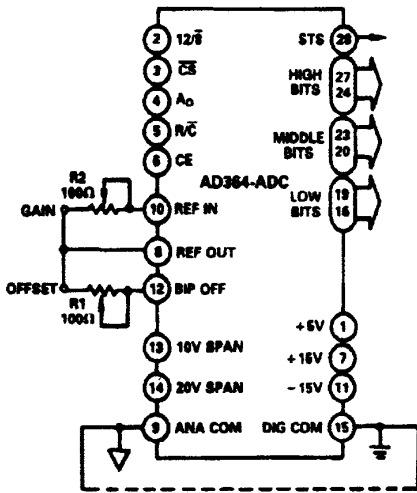 2 12/8̅
3 C̅S̅
4 A₀
5 R/C̅
6 CE
GAIN
R2
100Ω
10 REF IN
8 REF OUT
OFFSET
R1
100Ω
12 BIP OFF
13 10V SPAN
14 20V SPAN
9 ANA COM
AD364-ADC
STS 28
HIGH
BITS
27
24
MIDDLE
BITS
23
20
LOW
BITS
19
16
+5V 1
+15V 7
-15V 11
DIG COM 15